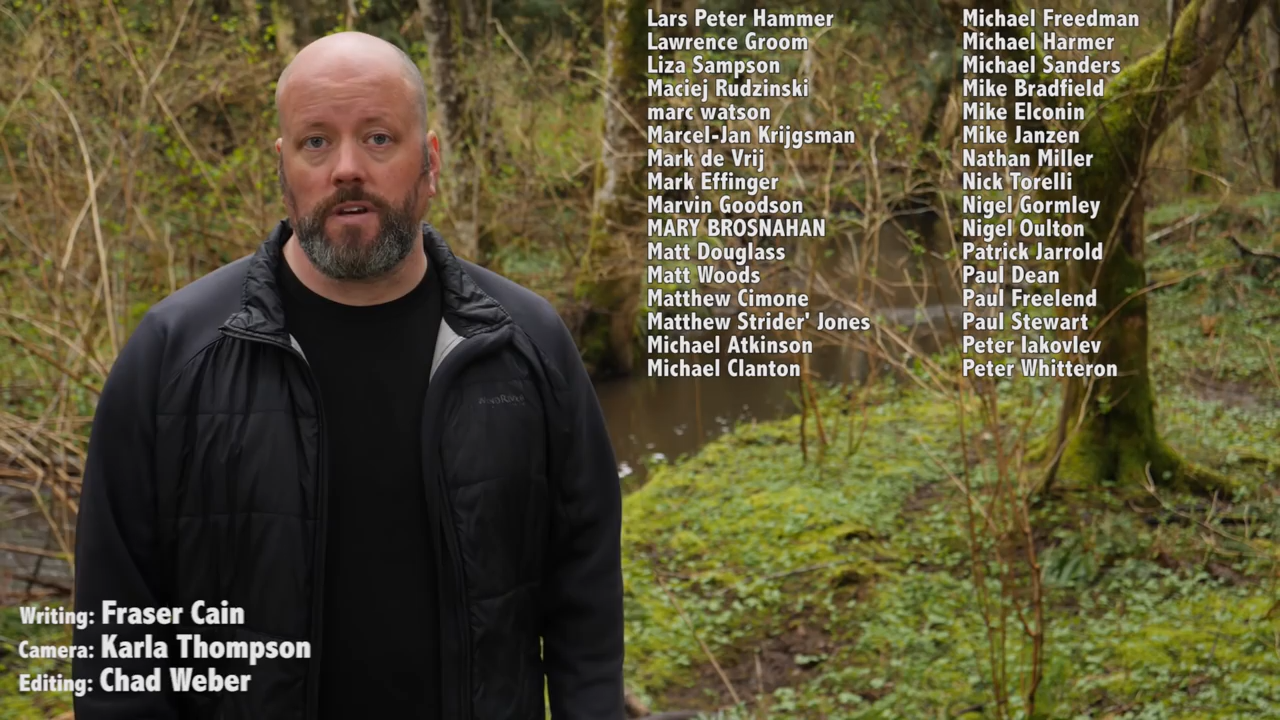 Lars Peter Hammer
Lawrence Groom
Liza Sampson
Maciej Rudzinski
marc watson
Marcel-Jan Krijgsman
Mark de Vrij
Mark Effinger
Marvin Goodson
MARY BROSNAHAN
Matt Douglass
Matt Woods
Matthew Cimone
Matthew Strider' Jones
Michael Atkinson
Michael Clanton
Michael Freedman
Michael Harmer
Michael Sanders
Mike Bradfield
Mike Elconin
Mike Janzen
Nathan Miller
Nick Torelli
Nigel Gormley
Nigel Oulton
Patrick Jarrold
Paul Dean
Paul Freelend
Paul Stewart
Peter Iakovlev
Peter Whitteron
WindRiver
Writing: Fraser Cain
Camera: Karla Thompson
Editing: Chad Weber